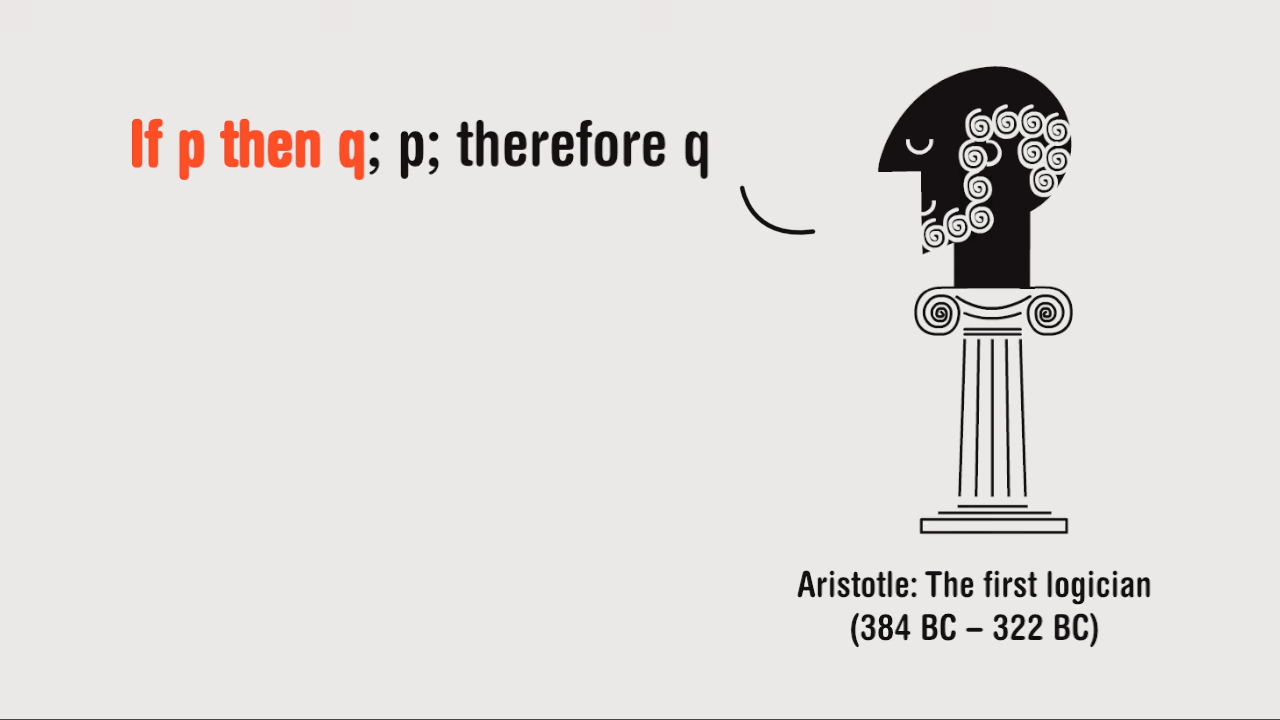 If p then q; p; therefore q
Aristotle: The first logician
(384 BC – 322 BC)